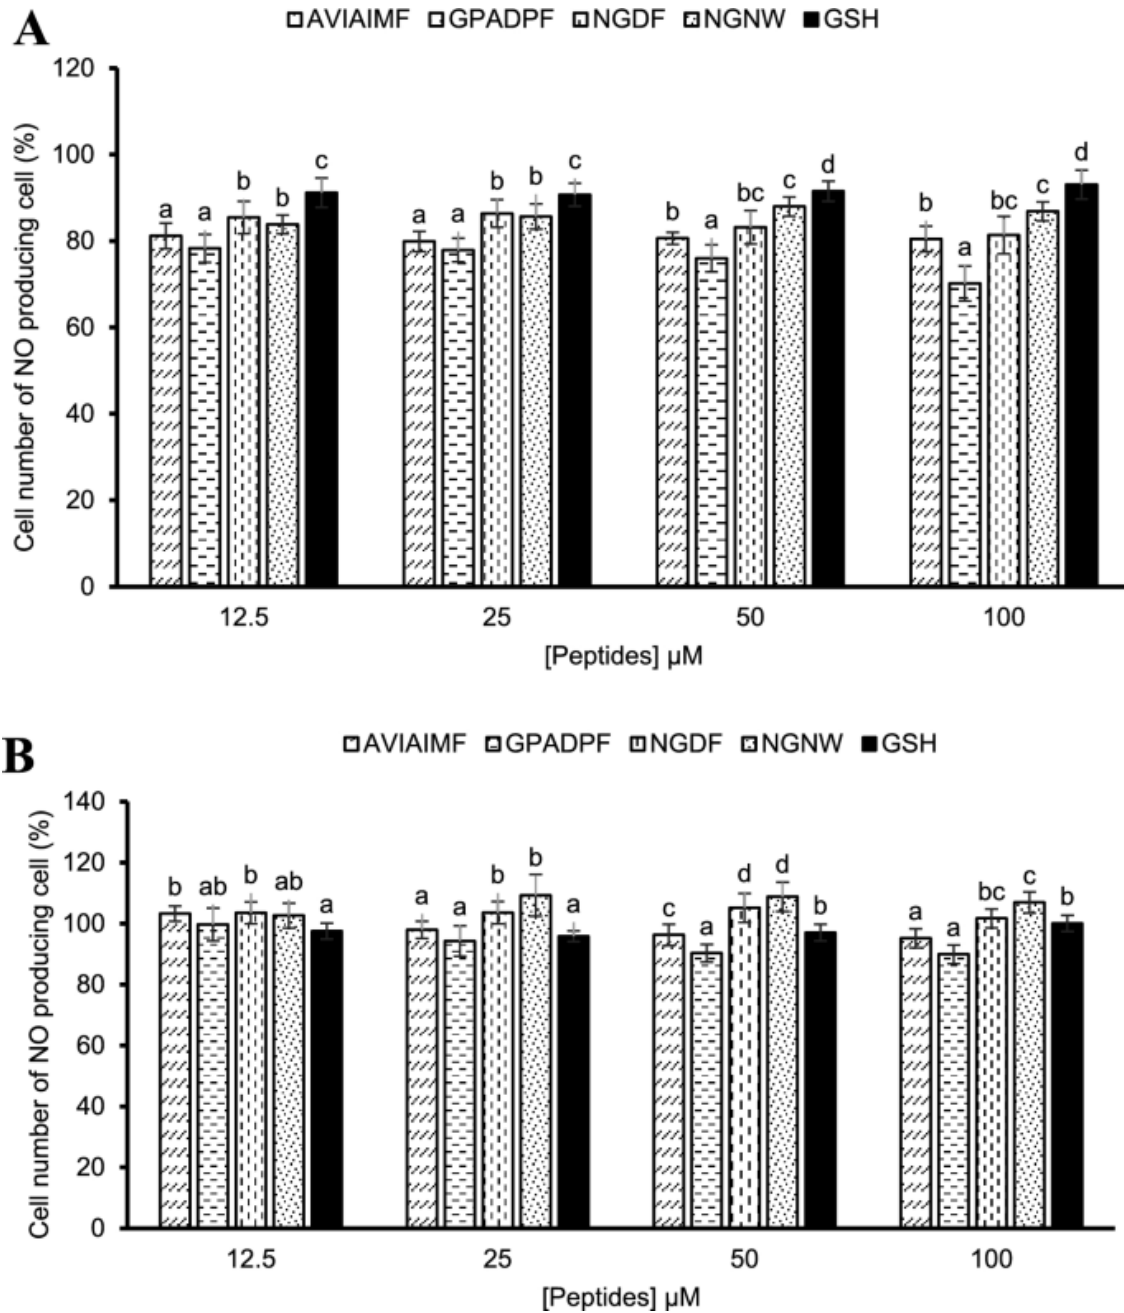 A
AVIAIMF GPADPF NGDF NGNW GSH
120
100
80
60
40
20
0
Cell number of NO producing cell (%)
a a b b c
a a b b c
b a bc c d
b a bc c d
12.5 25 50 100
[Peptides] µM
B
AVIAIMF GPADPF NGDF NGNW GSH
140
120
100
80
60
40
20
0
Cell number of NO producing cell (%)
b ab b ab a
a a b b a
c a d d b
a a bc c b
12.5 25 50 100
[Peptides] µM